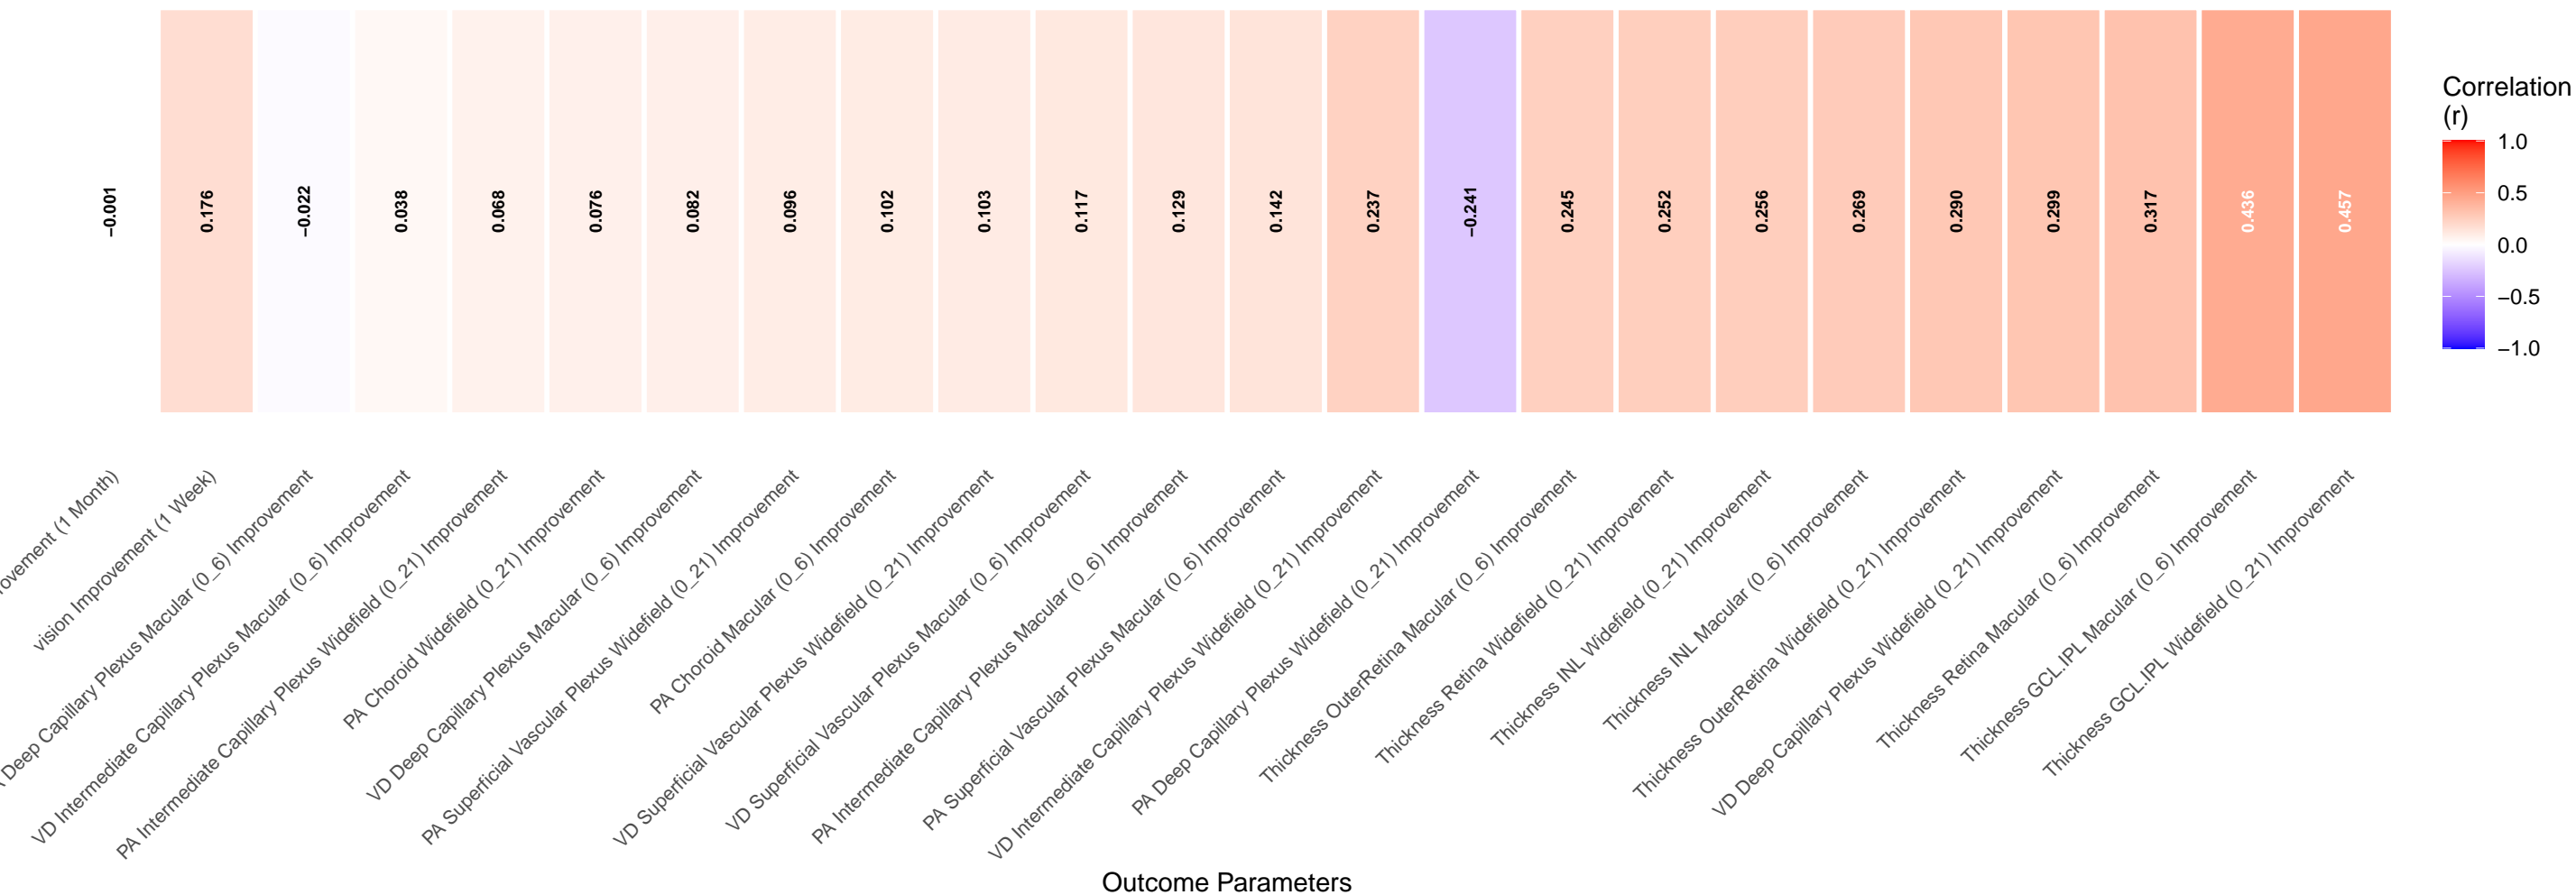 −0.001
0.176
−0.022
0.038
0.068
0.076
0.082
0.096
0.102
0.103
0.117
0.129
0.142
0.237
−0.241
0.245
0.252
0.256
0.269
0.290
0.299
0.317
0.436
0.457
Correlation
(r)
1.0
0.5
0.0
−0.5
−1.0
ovement (1 Month)
vision Improvement (1 Week)
Deep Capillary Plexus Macular (0_6) Improvement
VD Intermediate Capillary Plexus Macular (0_6) Improvement
PA Intermediate Capillary Plexus Widefield (0_21) Improvement
PA Choroid Widefield (0_21) Improvement
VD Deep Capillary Plexus Macular (0_6) Improvement
PA Superficial Vascular Plexus Widefield (0_21) Improvement
PA Choroid Macular (0_6) Improvement
VD Superficial Vascular Plexus Widefield (0_21) Improvement
VD Superficial Vascular Plexus Macular (0_6) Improvement
PA Intermediate Capillary Plexus Macular (0_6) Improvement
PA Superficial Vascular Plexus Macular (0_6) Improvement
VD Intermediate Capillary Plexus Widefield (0_21) Improvement
PA Deep Capillary Plexus Widefield (0_21) Improvement
Thickness OuterRetina Macular (0_6) Improvement
Thickness Retina Widefield (0_21) Improvement
Thickness INL Widefield (0_21) Improvement
Thickness INL Macular (0_6) Improvement
Thickness OuterRetina Widefield (0_21) Improvement
VD Deep Capillary Plexus Widefield (0_21) Improvement
Thickness Retina Macular (0_6) Improvement
Thickness GCL.IPL Macular (0_6) Improvement
Thickness GCL.IPL Widefield (0_21) Improvement
Outcome Parameters